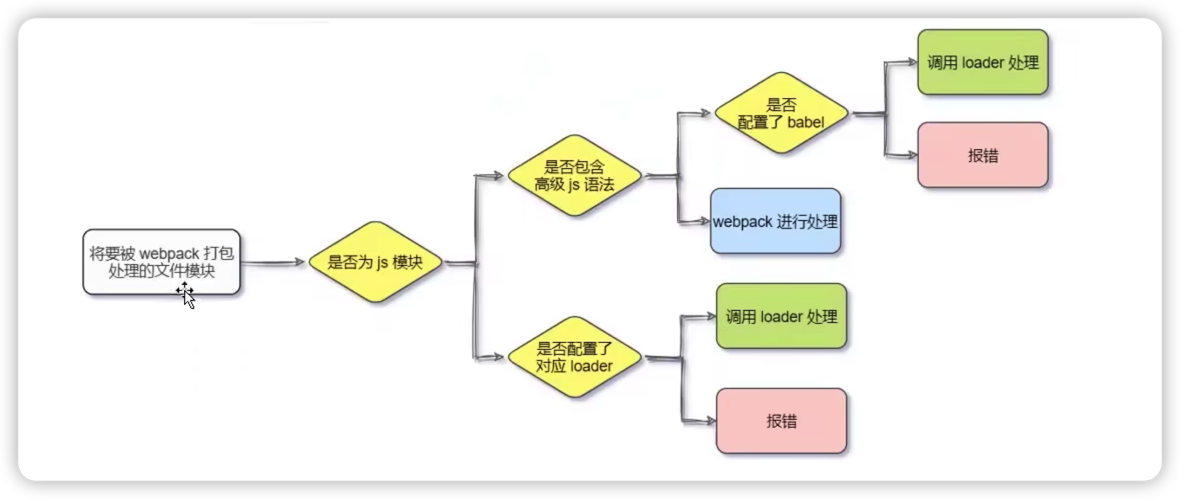 将要被 webpack 打包
处理的文件模块
是否为 js 模块
是否包含
高级 js 语法
是否
配置了 babel
调用 loader 处理
报错
webpack 进行处理
是否配置了
对应 loader
调用 loader 处理
报错